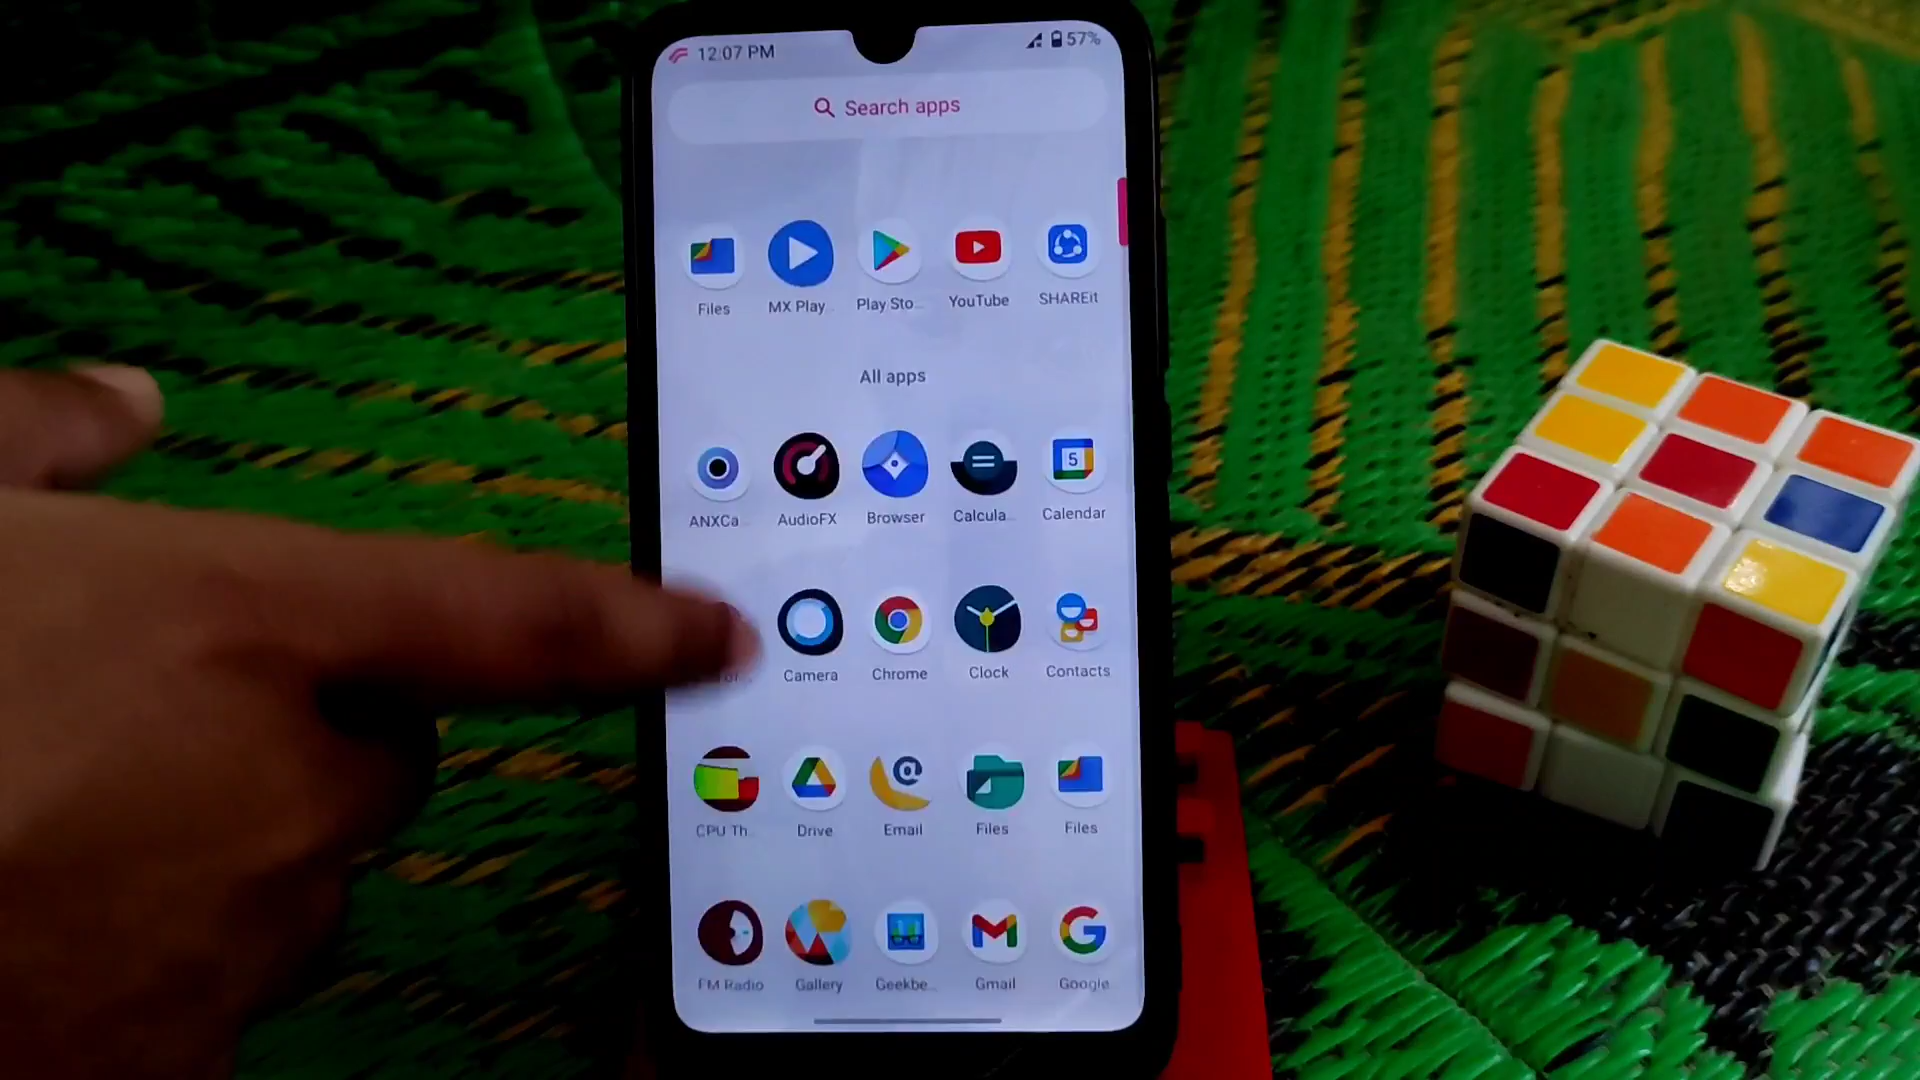 12:07 PM 57%
Search apps
Files MX Play.. Play Sto... YouTube SHAREit
All apps
ANXCa.. AudioFX Browser Calcula... Calendar
5
Camera Chrome Clock Contacts
CPU Th.. Drive Email Files Files
FM Radio Gallery Geekbe... Gmail Google